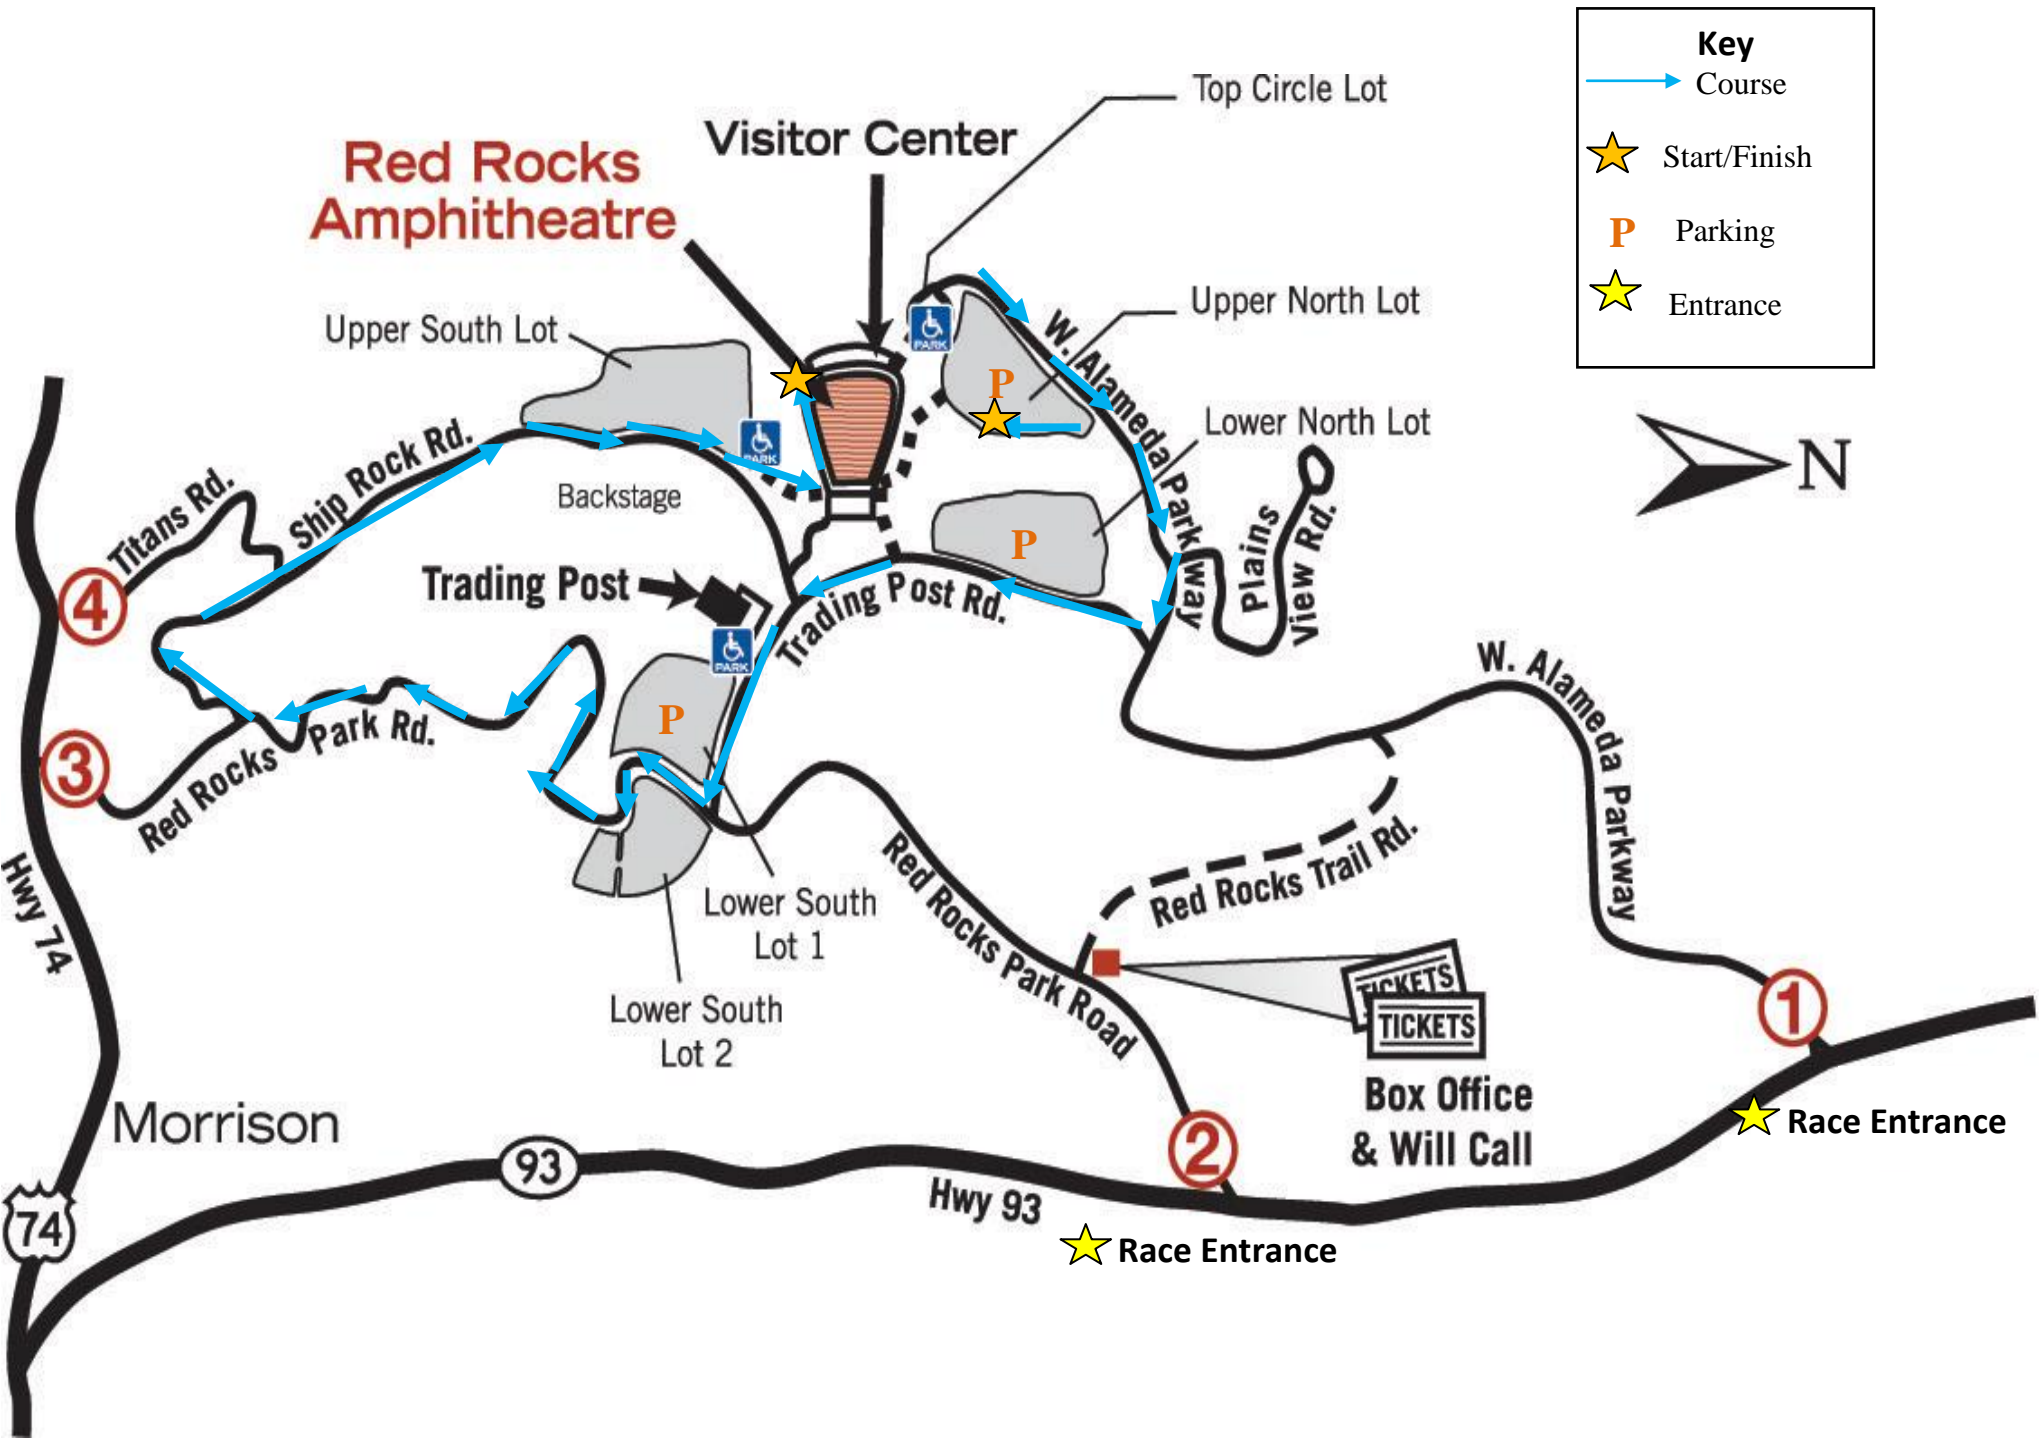 Key
Course
Start/Finish
P Parking
Entrance
Top Circle Lot
Visitor Center
Red Rocks
Amphitheatre
Upper North Lot
Upper South Lot
PARK
W. Alameda Parkway
P
Lower North Lot
N
Ship Rock Rd.
Titans Rd.
PARK
Backstage
P
Plains
View Rd.
4
Trading Post
Trading Post Rd.
PARK
W. Alameda Parkway
P
Park Rd.
3
Red Rocks
Hwy 74
Red Rocks Trail Rd.
Red Rocks Park Road
Lower South
Lot 1
Lower South
Lot 2
TICKETS
TICKETS
1
Box Office
& Will Call
Race Entrance
Morrison
2
93
Hwy 93
74
Race Entrance